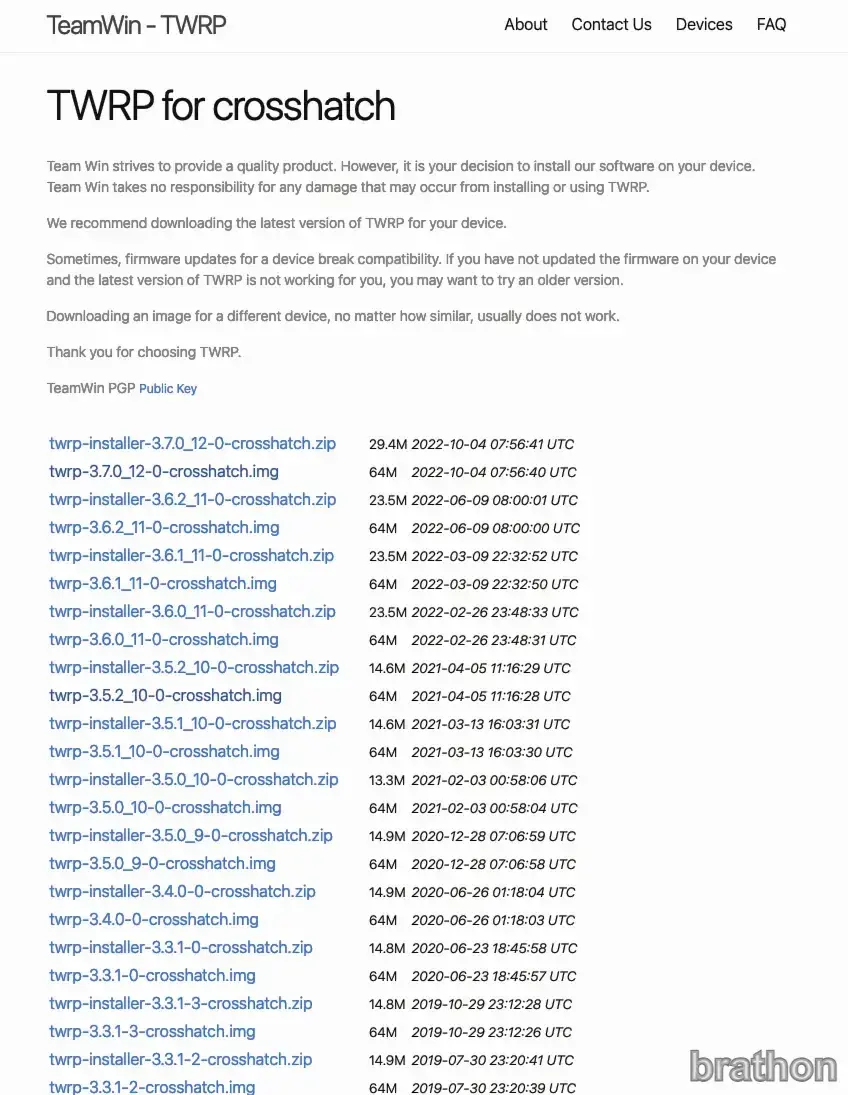 TeamWin - TWRP
About Contact Us Devices FAQ
TWRP for crosshatch
Team Win strives to provide a quality product. However, it is your decision to install our software on your device.
Team Win takes no responsibility for any damage that may occur from installing or using TWRP.
We recommend downloading the latest version of TWRP for your device.
Sometimes, firmware updates for a device break compatibility. If you have not updated the firmware on your device
and the latest version of TWRP is not working for you, you may want to try an older version.
Downloading an image for a different device, no matter how similar, usually does not work.
Thank you for choosing TWRP.
TeamWin PGP Public Key
twrp-installer-3.7.0_12-0-crosshatch.zip 29.4M 2022-10-04 07:56:41 UTC
twrp-3.7.0_12-0-crosshatch.img 64M 2022-10-04 07:56:40 UTC
twrp-installer-3.6.2_11-0-crosshatch.zip 23.5M 2022-06-09 08:00:01 UTC
twrp-3.6.2_11-0-crosshatch.img 64M 2022-06-09 08:00:00 UTC
twrp-installer-3.6.1_11-0-crosshatch.zip 23.5M 2022-03-09 22:32:52 UTC
twrp-3.6.1_11-0-crosshatch.img 64M 2022-03-09 22:32:50 UTC
twrp-installer-3.6.0_11-0-crosshatch.zip 23.5M 2022-02-26 23:48:33 UTC
twrp-3.6.0_11-0-crosshatch.img 64M 2022-02-26 23:48:31 UTC
twrp-installer-3.5.2_10-0-crosshatch.zip 14.6M 2021-04-05 11:16:29 UTC
twrp-3.5.2_10-0-crosshatch.img 64M 2021-04-05 11:16:28 UTC
twrp-installer-3.5.1_10-0-crosshatch.zip 14.6M 2021-03-13 16:03:31 UTC
twrp-3.5.1_10-0-crosshatch.img 64M 2021-03-13 16:03:30 UTC
twrp-installer-3.5.0_10-0-crosshatch.zip 13.3M 2021-02-03 00:58:06 UTC
twrp-3.5.0_10-0-crosshatch.img 64M 2021-02-03 00:58:04 UTC
twrp-installer-3.5.0_9-0-crosshatch.zip 14.9M 2020-12-28 07:06:59 UTC
twrp-3.5.0_9-0-crosshatch.img 64M 2020-12-28 07:06:58 UTC
twrp-installer-3.4.0-0-crosshatch.zip 14.9M 2020-06-26 01:18:04 UTC
twrp-3.4.0-0-crosshatch.img 64M 2020-06-26 01:18:03 UTC
twrp-installer-3.3.1-0-crosshatch.zip 14.8M 2020-06-23 18:45:58 UTC
twrp-3.3.1-0-crosshatch.img 64M 2020-06-23 18:45:57 UTC
twrp-installer-3.3.1-3-crosshatch.zip 14.8M 2019-10-29 23:12:28 UTC
twrp-3.3.1-3-crosshatch.img 64M 2019-10-29 23:12:26 UTC
twrp-installer-3.3.1-2-crosshatch.zip 14.9M 2019-07-30 23:20:41 UTC
twrp-3.3.1-2-crosshatch.img 64M 2019-07-30 23:20:39 UTC
brathon